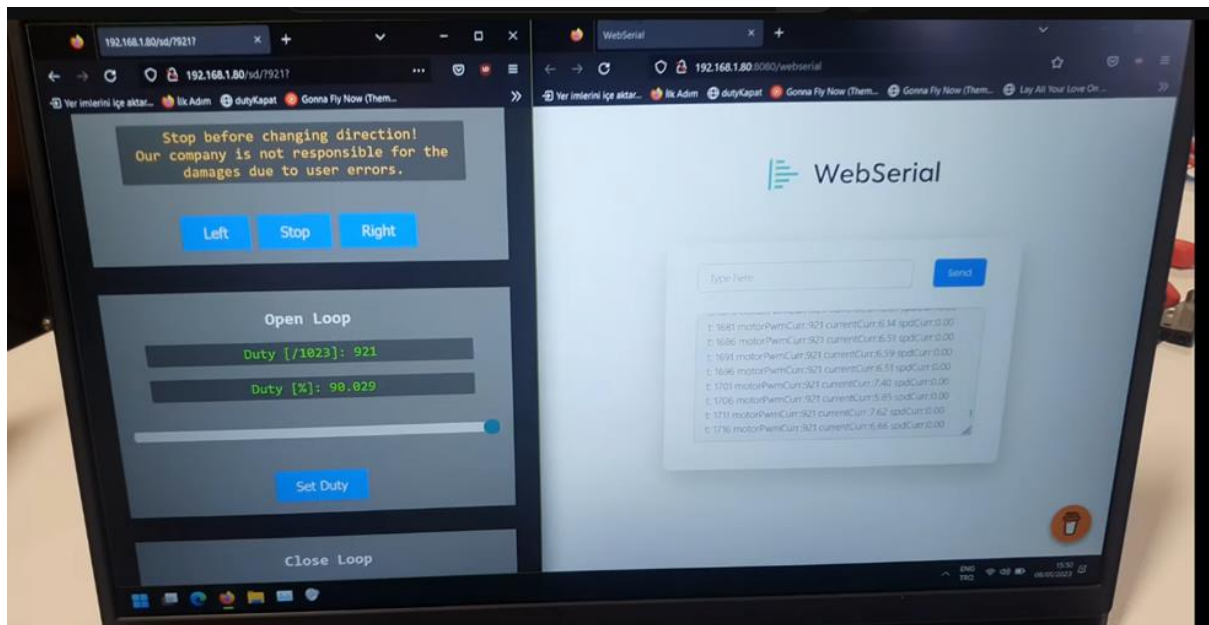 192.168.1.80/sd/?921?
192.168.1.80/sd/?921?
Yer imlerini içe aktar... İlk Adım dutyKapat Gonna Fly Now (Them...
Stop before changing direction!
Our company is not responsible for the
damages due to user errors.
Left Stop Right
Open Loop
Duty [/1023]: 921
Duty [%]: 90.029
Set Duty
Close Loop
WebSerial
192.168.1.80:8080/webserial
Yer imlerini içe aktar... İlk Adım dutyKapat Gonna Fly Now (Them... Gonna Fly Now (Them... Lay All Your Love On ...
WebSerial
Type here
Send
t: 1681 motorPwmCurr:921 currentCurr:6.14 spdCurr:0.00
t: 1686 motorPwmCurr:921 currentCurr:6.51 spdCurr:0.00
t: 1691 motorPwmCurr:921 currentCurr:6.59 spdCurr:0.00
t: 1696 motorPwmCurr:921 currentCurr:6.51 spdCurr:0.00
t: 1701 motorPwmCurr:921 currentCurr:7.40 spdCurr:0.00
t: 1706 motorPwmCurr:921 currentCurr:5.85 spdCurr:0.00
t: 1711 motorPwmCurr:921 currentCurr:7.62 spdCurr:0.00
t: 1716 motorPwmCurr:921 currentCurr:6.66 spdCurr:0.00
ENG 15:50
TRQ 08/05/2023